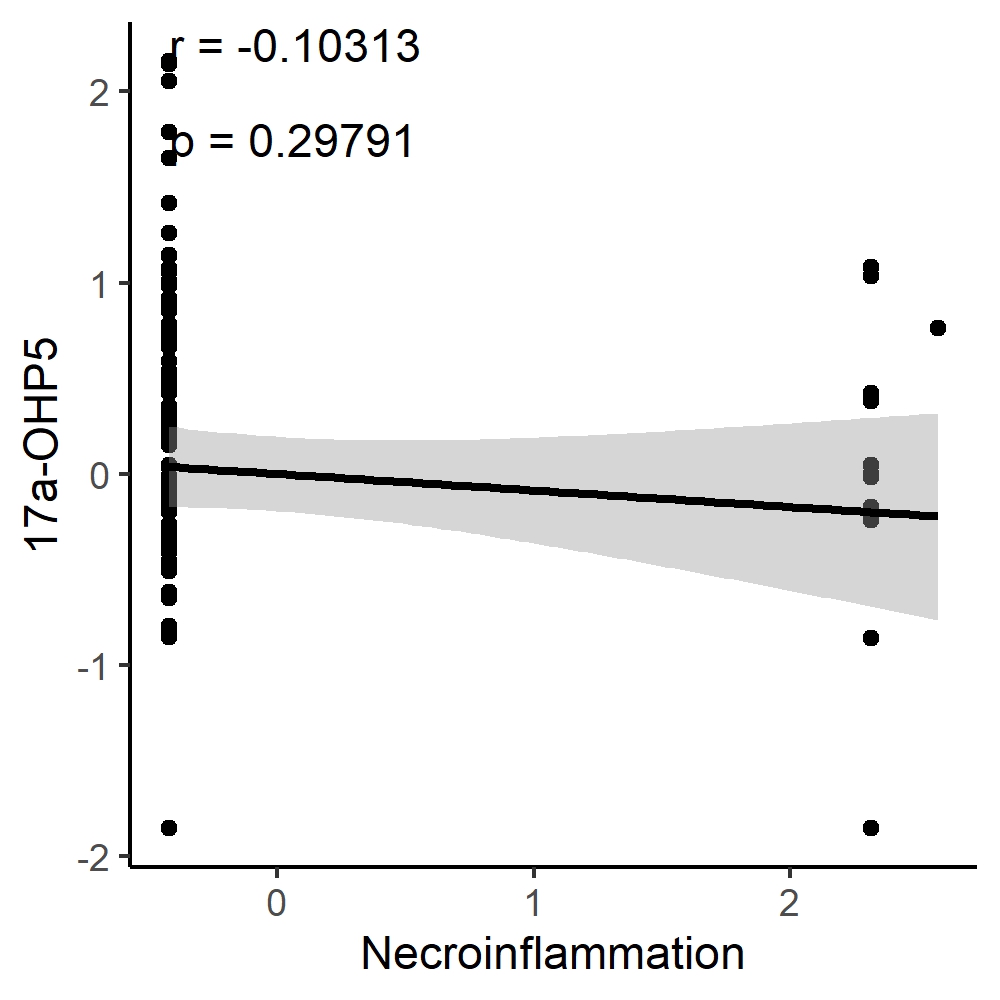 r = -0.10313
p = 0.29791
2
1
0
-1
-2
17a-OHP5
0 1 2
Necroinflammation